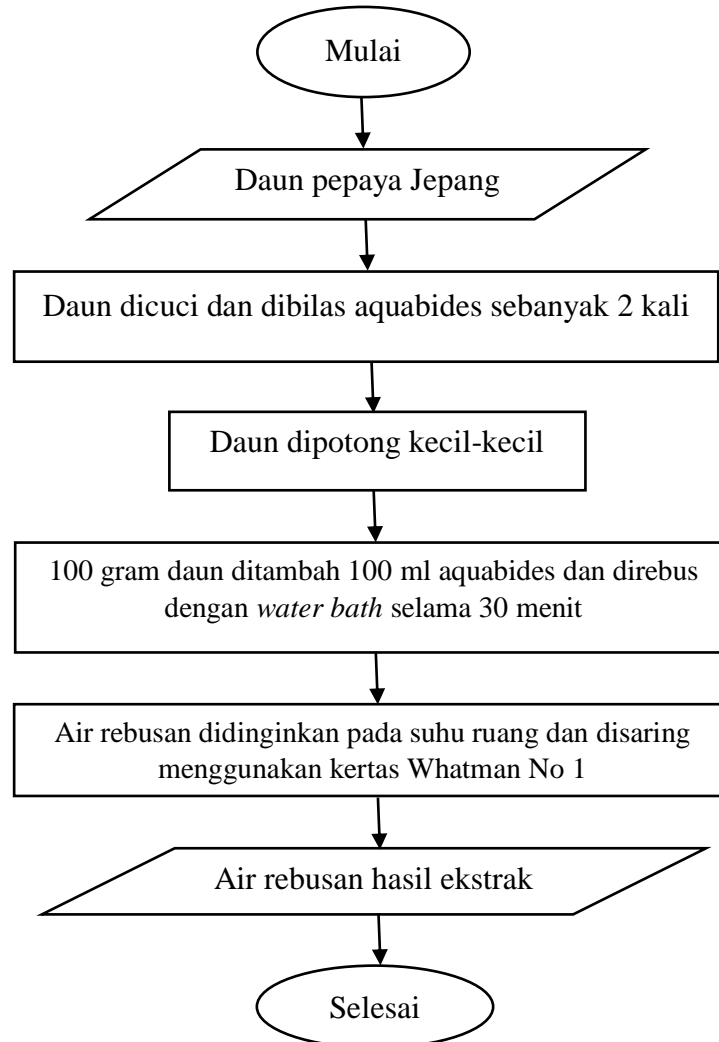 Mulai
Daun pepaya Jepang
Daun dicuci dan dibilas aquabides sebanyak 2 kali
Daun dipotong kecil-kecil
100 gram daun ditambah 100 ml aquabides dan direbus
dengan water bath selama 30 menit
Air rebusan didinginkan pada suhu ruang dan disaring
menggunakan kertas Whatman No 1
Air rebusan hasil ekstrak
Selesai